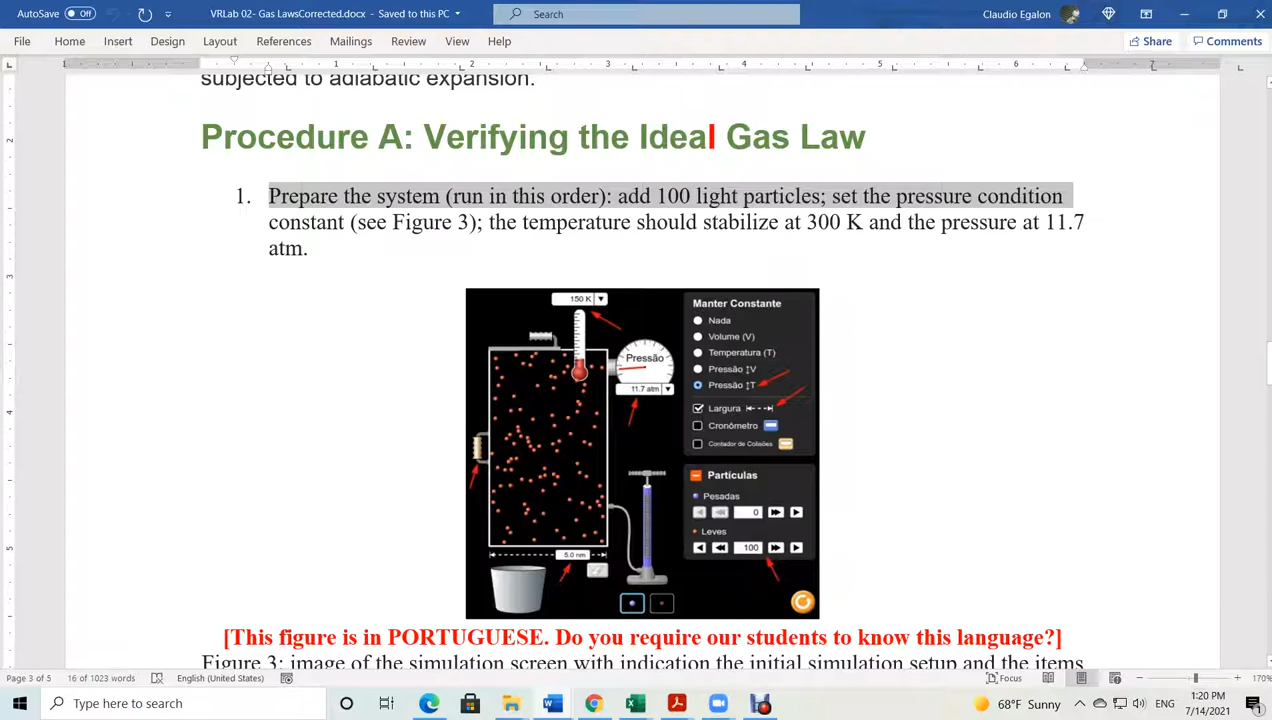 AutoSave Off VRLab 02- Gas PreparationCommented.docx - Saved to this PC Search Claudio Egalon
File Home Insert Design Layout References Mailings Review View Help Share Comments
subjected to adiabatic expansion.
Procedure A: Verifying the Ideal Gas Law
1. Prepare the system (run in this order): add 100 light particles; set the pressure condition
constant (see Figure 3); the temperature should stabilize at 300 K and the pressure at 11.7
atm.
150 K
Pressão
11.7 atm
5.0 nm
Manter Constante
Nada
Volume (V)
Temperatura (T)
Pressão ↕V
Pressão ↕T
Largura
Cronômetro
Contador de Colisões
Partículas
Pesadas
0
Leves
100
[This figure is in PORTUGUESE. Do you require our students to know this language?]
Figure 3: image of the simulation screen with indication the initial simulation setup and the items
Page 3 of 5 16 of 1023 words English (United States) Focus 170%
Type here to search 68°F Sunny 1:20 PM
7/14/2021